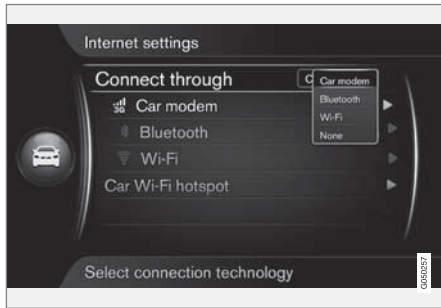 Internet settings
Connect through
C
Car modem
Bluetooth
Wi-Fi
None
3G
Car modem
Bluetooth
Wi-Fi
Car Wi-Fi hotspot
Select connection technology
G050257